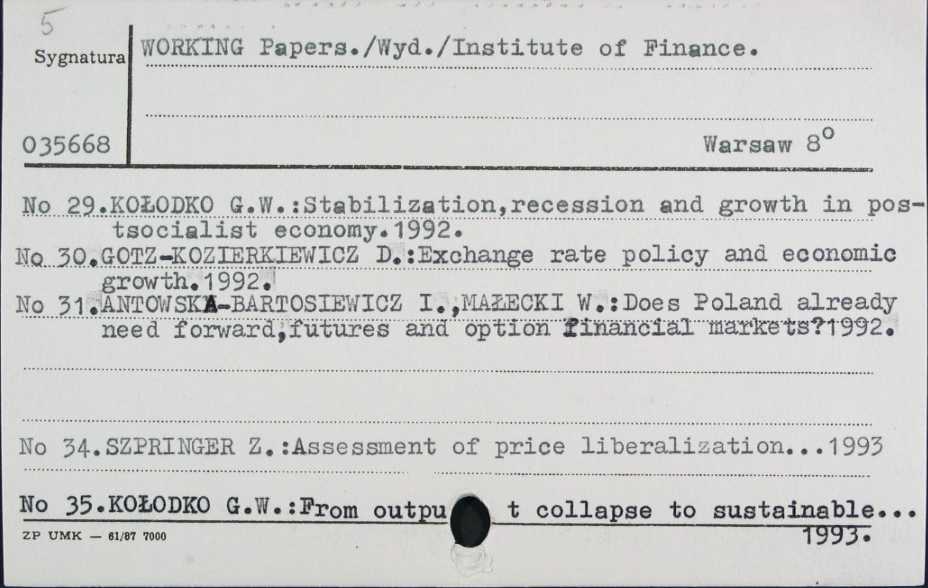 5
Sygnatura
WORKING Papers./Wyd./Institute of Finance.
035668
Warsaw 8°
No 29.KOŁODKO G.W.:Stabilization,recession and growth in pos-
tsocialist economy.1992.
No 30.GOTZ-KOZIERKIEWICZ D.:Exchange rate policy and economic
growth.1992.
No 31.ANTOWSKA-BARTOSIEWICZ I.,MAŁECKI W.:Does Poland already
need forward,futures and option financial markets?1992.
No 34.SZPRINGER Z.:Assessment of price liberalization...1993
No 35.KOŁODKO G.W.:From outpu t collapse to sustainable...
1993.
ZP UMK — 61/87 7000